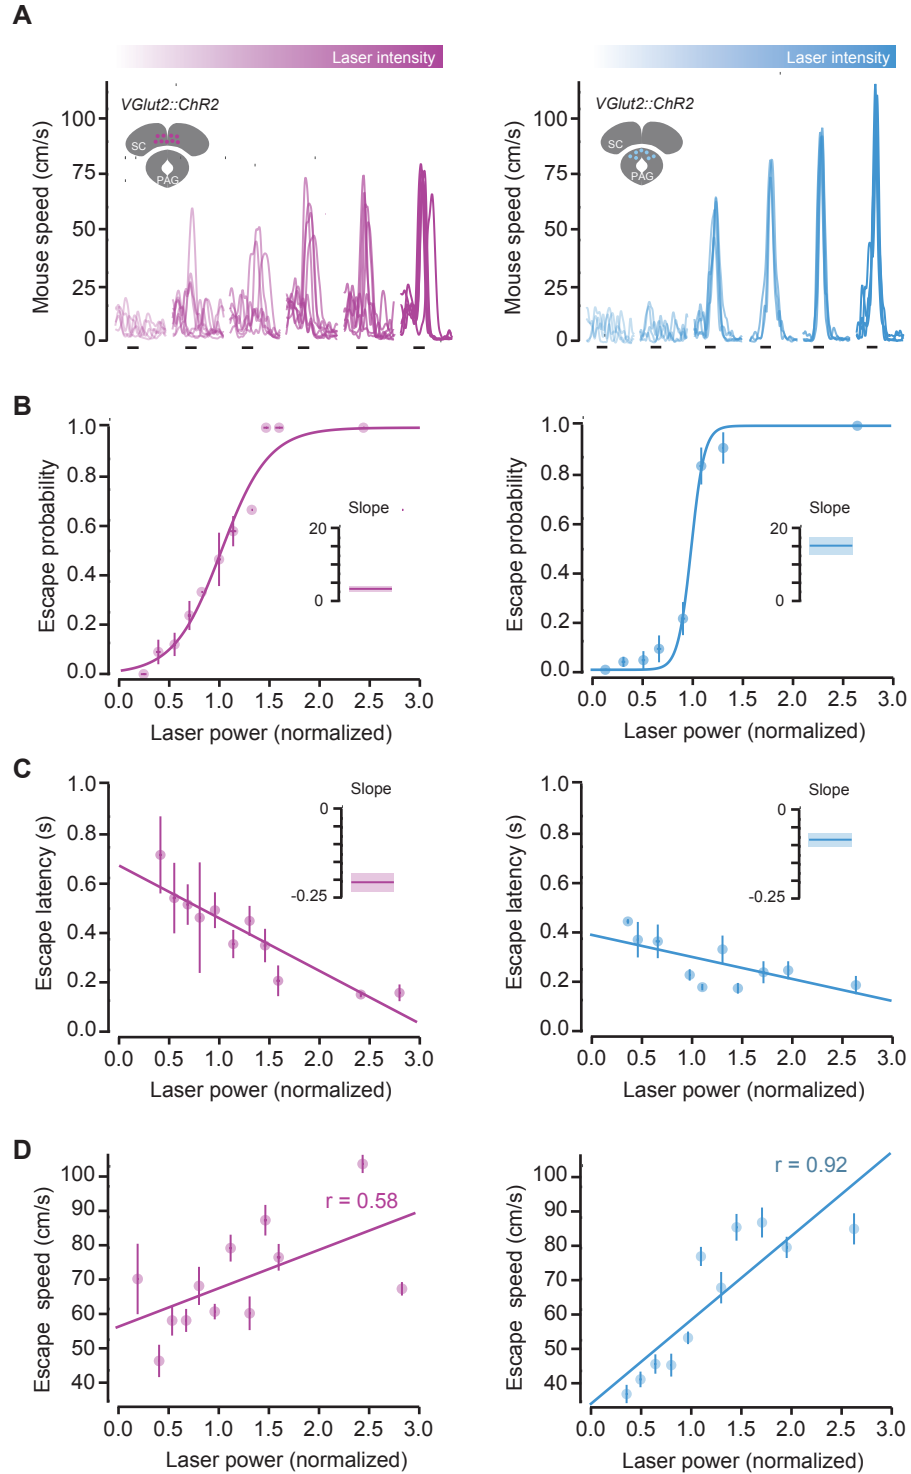 A
Laser intensity
Laser intensity
VGlut2::ChR2
SC
PAG
100
75
50
25
0
Mouse speed (cm/s)
VGlut2::ChR2
SC
PAG
100
75
50
25
0
Mouse speed (cm/s)
B
1.0
0.8
0.6
0.4
0.2
0.0
Escape probability
Slope
20
0
0.0 0.5 1.0 1.5 2.0 2.5 3.0
Laser power (normalized)
1.0
0.8
0.6
0.4
0.2
0.0
Escape probability
Slope
20
0
0.0 0.5 1.0 1.5 2.0 2.5 3.0
Laser power (normalized)
C
1.0
0.8
0.6
0.4
0.2
0.0
Escape latency (s)
Slope
0
-0.25
0.0 0.5 1.0 1.5 2.0 2.5 3.0
Laser power (normalized)
1.0
0.8
0.6
0.4
0.2
0.0
Escape latency (s)
Slope
0
-0.25
0.0 0.5 1.0 1.5 2.0 2.5 3.0
Laser power (normalized)
D
100
90
80
70
60
50
40
Escape speed (cm/s)
r = 0.58
0.0 0.5 1.0 1.5 2.0 2.5 3.0
Laser power (normalized)
100
90
80
70
60
50
40
Escape speed (cm/s)
r = 0.92
0.0 0.5 1.0 1.5 2.0 2.5 3.0
Laser power (normalized)